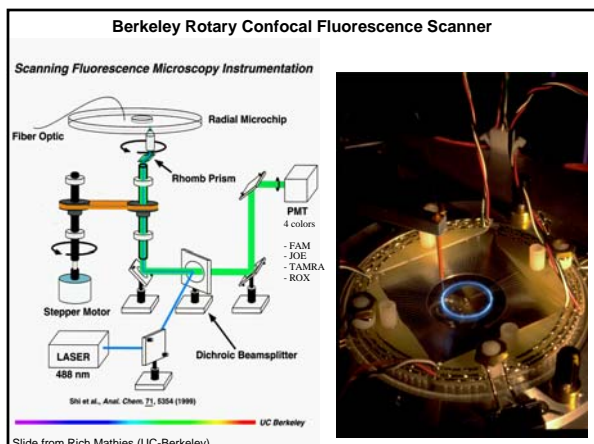 Berkeley Rotary Confocal Fluorescence Scanner
Scanning Fluorescence Microscopy Instrumentation
Radial Microchip
Fiber Optic
Rhomb Prism
PMT
4 colors
- FAM
- JOE
- TAMRA
- ROX
Stepper Motor
Dichroic Beamsplitter
LASER
488 nm
Shi et al., Anal. Chem. 71, 5354 (1999)
UC Berkeley
Slide from Rich Mathies (UC-Berkeley)